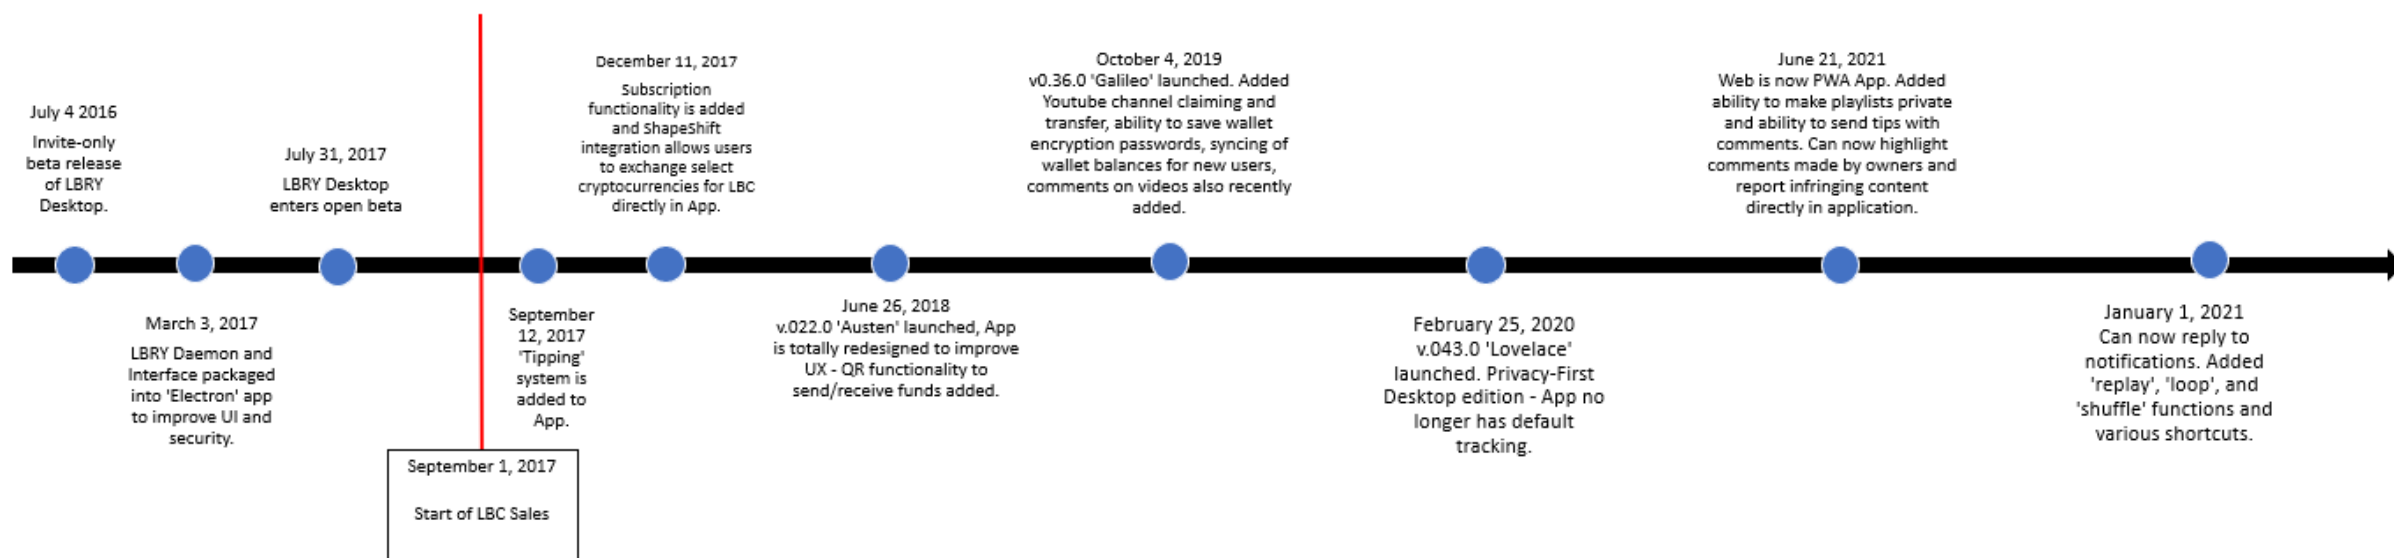 July 4 2016
Invite-only
beta release
of LBRY
Desktop.
March 3, 2017
LBRY Daemon and
Interface packaged
into 'Electron' app
to improve UI and
security.
July 31, 2017
LBRY Desktop
enters open beta
September 1, 2017
Start of LBC Sales
September
12, 2017
'Tipping'
system is
added to
App.
December 11, 2017
Subscription
functionality is added
and ShapeShift
integration allows users
to exchange select
cryptocurrencies for LBC
directly in App.
June 26, 2018
v.022.0 'Austen' launched, App
is totally redesigned to improve
UX - QR functionality to
send/receive funds added.
October 4, 2019
v0.36.0 'Galileo' launched. Added
Youtube channel claiming and
transfer, ability to save wallet
encryption passwords, syncing of
wallet balances for new users,
comments on videos also recently
added.
February 25, 2020
v.043.0 'Lovelace'
launched. Privacy-First
Desktop edition - App no
longer has default
tracking.
June 21, 2021
Web is now PWA App. Added
ability to make playlists private
and ability to send tips with
comments. Can now highlight
comments made by owners and
report infringing content
directly in application.
January 1, 2021
Can now reply to
notifications. Added
'replay', 'loop', and
'shuffle' functions and
various shortcuts.